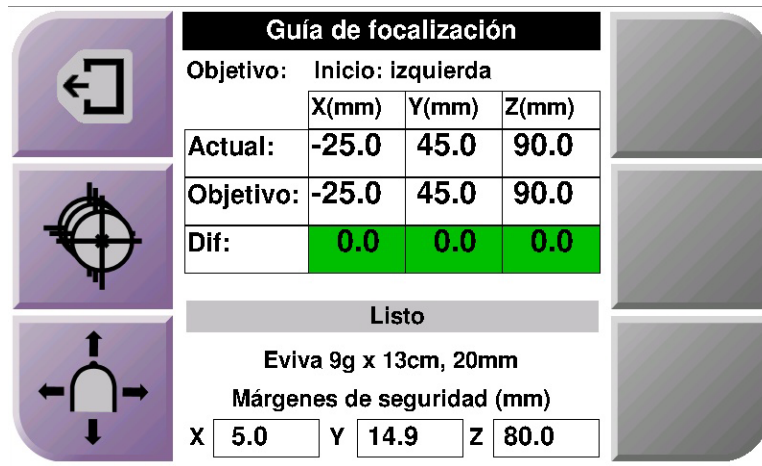 Guía de focalización
Objetivo: Inicio: izquierda
X(mm) Y(mm) Z(mm)
Actual: -25.0 45.0 90.0
Objetivo: -25.0 45.0 90.0
Dif: 0.0 0.0 0.0
Listo
Eviva 9g x 13cm, 20mm
Márgenes de seguridad (mm)
X 5.0 Y 14.9 Z 80.0